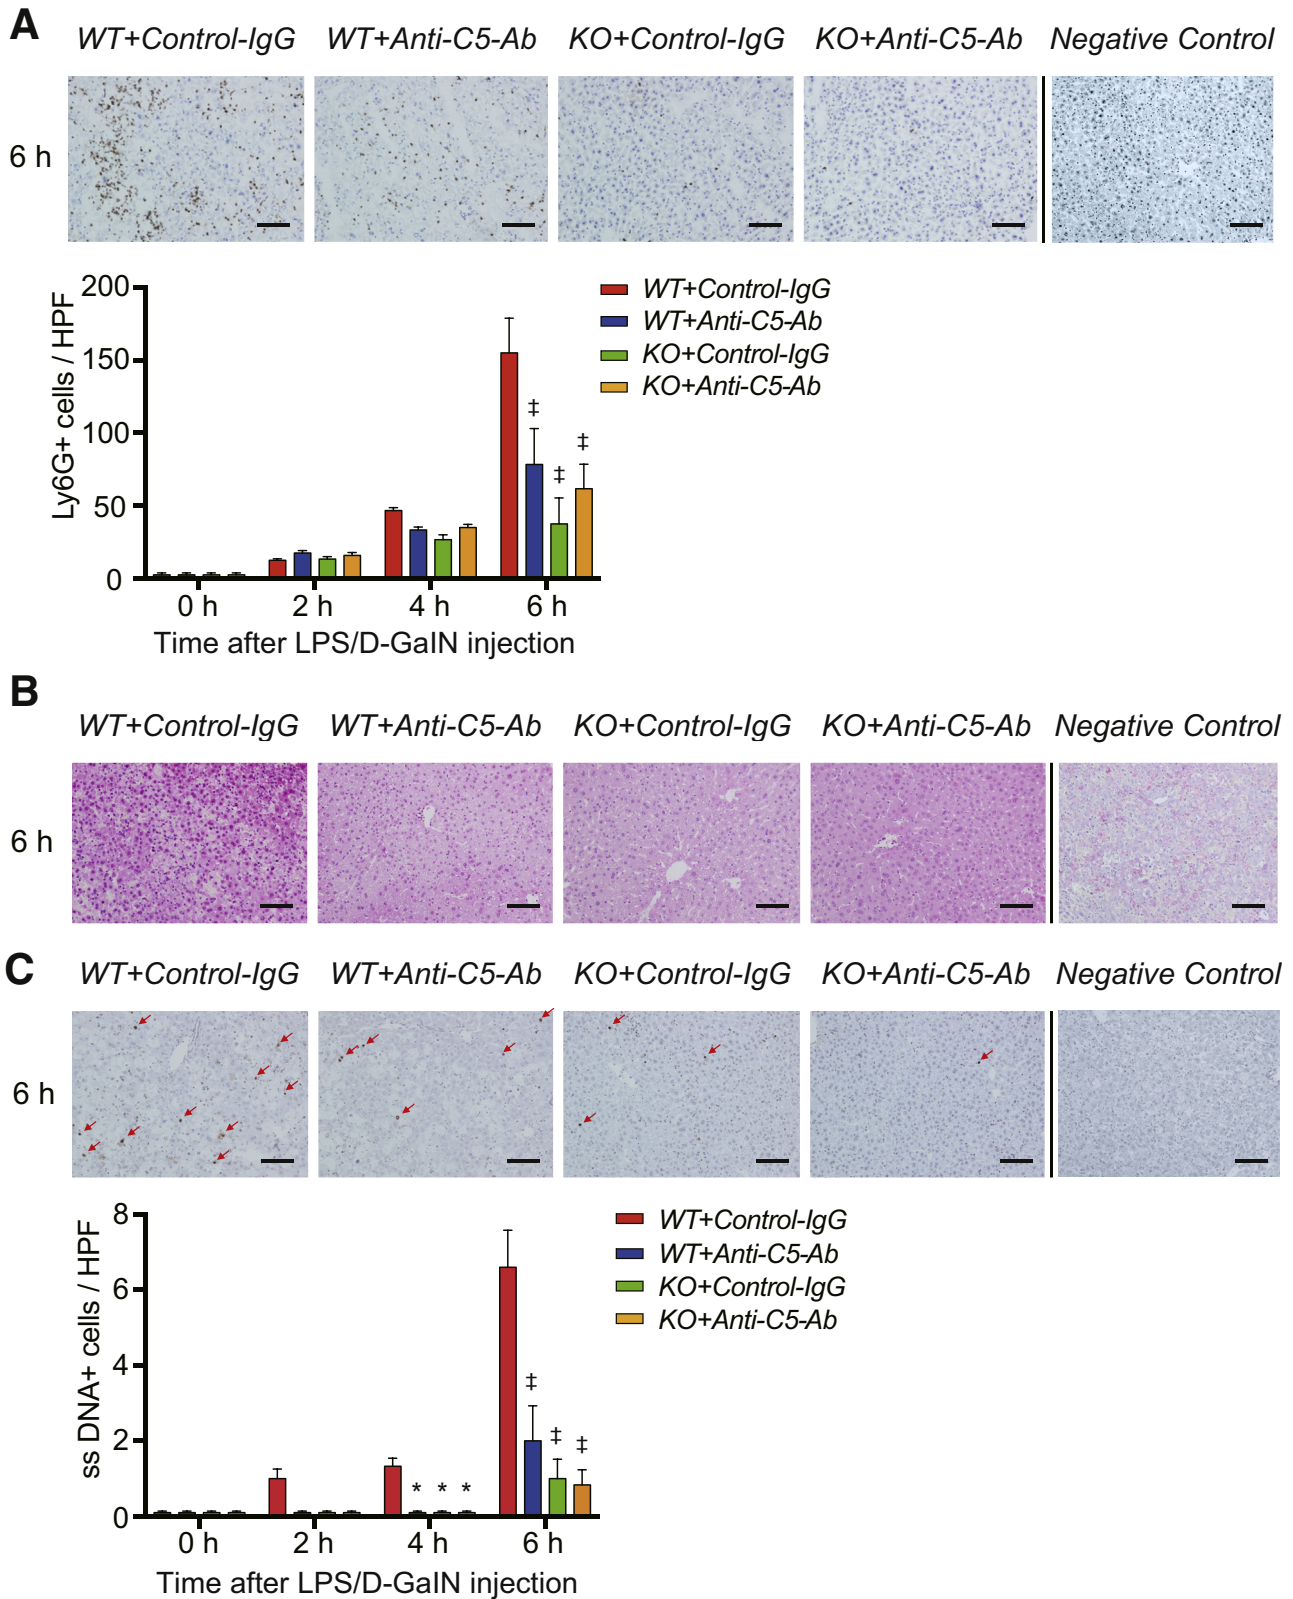 A
WT+Control-IgG WT+Anti-C5-Ab KO+Control-IgG KO+Anti-C5-Ab Negative Control
6 h
200
150
100
50
0
Ly6G+ cells / HPF
WT+Control-IgG
WT+Anti-C5-Ab
KO+Control-IgG
KO+Anti-C5-Ab
‡ ‡ ‡
0 h 2 h 4 h 6 h
Time after LPS/D-GaIN injection
B
WT+Control-IgG WT+Anti-C5-Ab KO+Control-IgG KO+Anti-C5-Ab Negative Control
6 h
C
WT+Control-IgG WT+Anti-C5-Ab KO+Control-IgG KO+Anti-C5-Ab Negative Control
6 h
8
6
4
2
0
ss DNA+ cells / HPF
WT+Control-IgG
WT+Anti-C5-Ab
KO+Control-IgG
KO+Anti-C5-Ab
* * * ‡ ‡ ‡
0 h 2 h 4 h 6 h
Time after LPS/D-GaIN injection